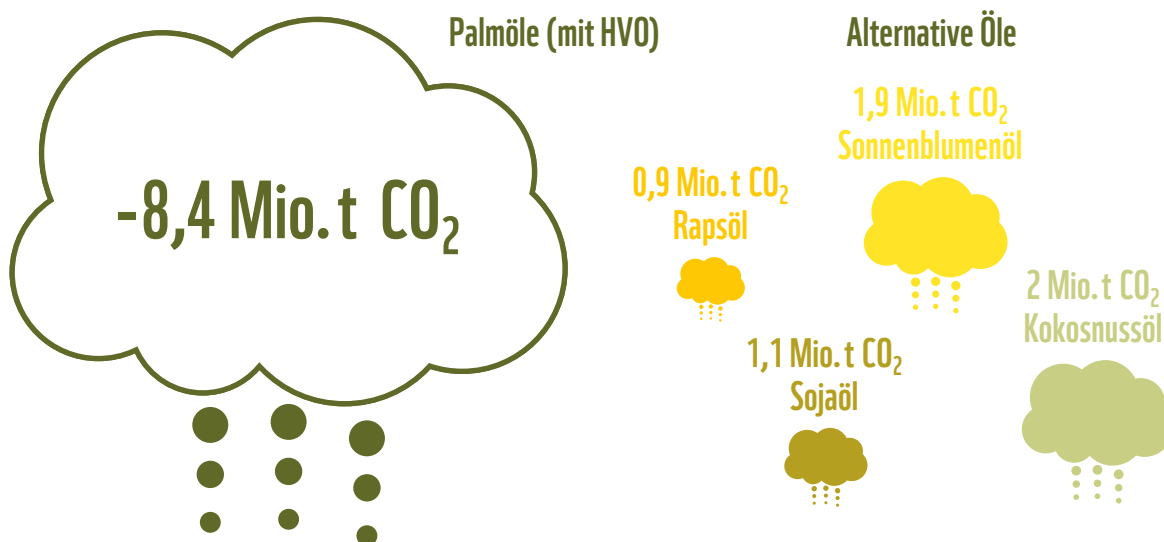 Palmöle (mit HVO)
Alternative Öle
-8,4 Mio. t CO₂
1,9 Mio. t CO₂
Sonnenblumenöl
0,9 Mio. t CO₂
Rapsöl
2 Mio. t CO₂
Kokosnussöl
1,1 Mio. t CO₂
Sojaöl